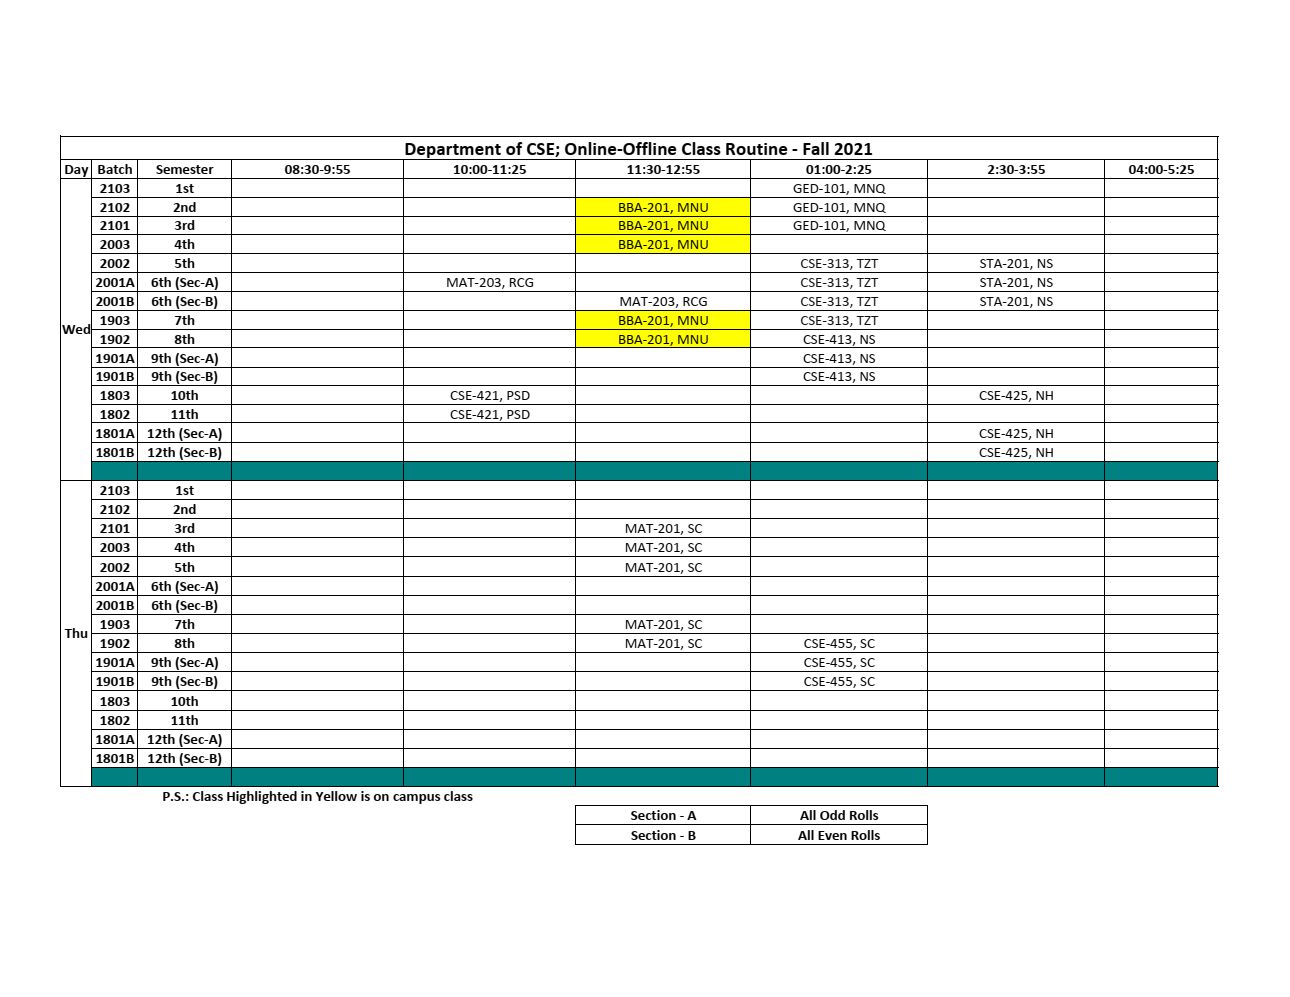 Department of CSE; Online-Offline Class Routine - Fall 2021
Day Batch Semester 08:30-9:55 10:00-11:25 11:30-12:55 01:00-2:25 2:30-3:55 04:00-5:25
2103 1st GED-101, MNQ
2102 2nd BBA-201, MNU GED-101, MNQ
2101 3rd BBA-201, MNU GED-101, MNQ
2003 4th BBA-201, MNU
2002 5th CSE-313, TZT STA-201, NS
2001A 6th (Sec-A) MAT-203, RCG CSE-313, TZT STA-201, NS
2001B 6th (Sec-B) MAT-203, RCG CSE-313, TZT STA-201, NS
1903 7th BBA-201, MNU CSE-313, TZT
Wed
1902 8th BBA-201, MNU CSE-413, NS
1901A 9th (Sec-A) CSE-413, NS
1901B 9th (Sec-B) CSE-413, NS
1803 10th CSE-421, PSD CSE-425, NH
1802 11th CSE-421, PSD
1801A 12th (Sec-A) CSE-425, NH
1801B 12th (Sec-B) CSE-425, NH
2103 1st
2102 2nd
2101 3rd MAT-201, SC
2003 4th MAT-201, SC
2002 5th MAT-201, SC
2001A 6th (Sec-A)
2001B 6th (Sec-B)
1903 7th MAT-201, SC
Thu
1902 8th MAT-201, SC CSE-455, SC
1901A 9th (Sec-A) CSE-455, SC
1901B 9th (Sec-B) CSE-455, SC
1803 10th
1802 11th
1801A 12th (Sec-A)
1801B 12th (Sec-B)
P.S.: Class Highlighted in Yellow is on campus class
Section - A All Odd Rolls
Section - B All Even Rolls